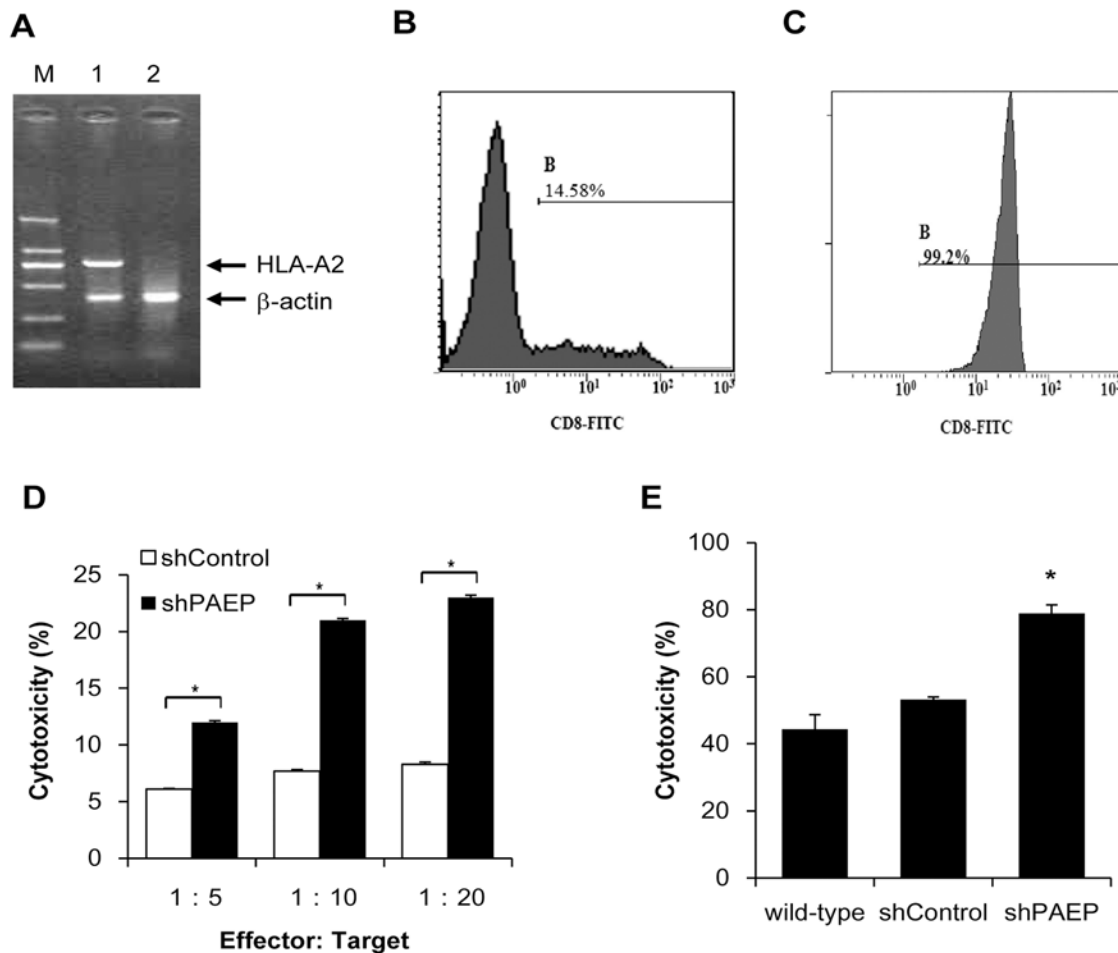 A
M 1 2
HLA-A2
β-actin
B
B
14.58%
10⁰ 10¹ 10² 10³
CD8-FITC
C
B
99.2%
10⁰ 10¹ 10²
CD8-FITC
D
shControl
shPAEP
Cytotoxicity (%)
25
20
15
10
5
0
* * *
1 : 5 1 : 10 1 : 20
Effector: Target
E
Cytotoxicity (%)
100
80
60
40
20
0
*
wild-type shControl shPAEP